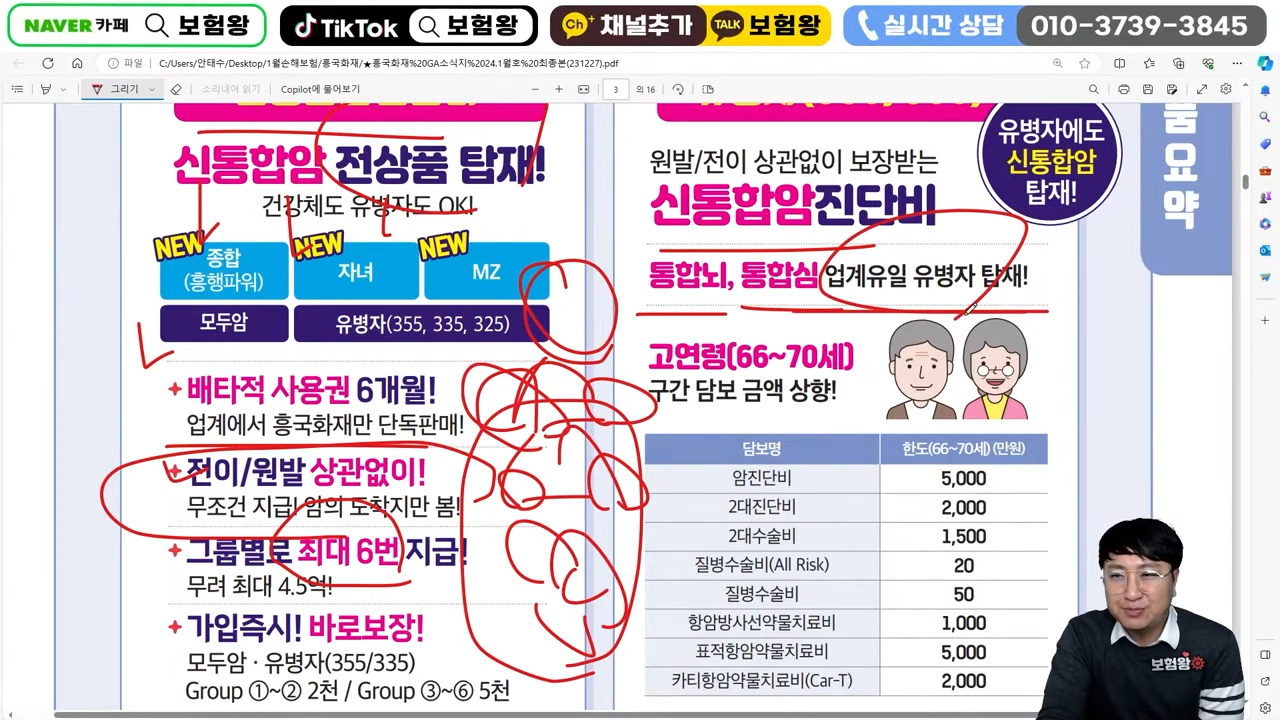 NAVER 카페 보험왕
TikTok 보험왕
Ch+ 채널추가 TALK 보험왕
실시간 상담 010-3739-3845
파일 C:/Users/안태수/Desktop/1월손해보험/흥국화재/★흥국화재%20GA소식지%2024.1월호%20최종본(231227).pdf
그리기 소리내어 읽기 Copilot에 물어보기 3 의 16
신통합암 전상품 탑재!
건강체도 유병자도 OK!
NEW 종합
(흥행파워)
NEW 자녀
NEW MZ
모두암
유병자(355, 335, 325)
+ 배타적 사용권 6개월!
업계에서 흥국화재만 단독판매!
+ 전이/원발 상관없이!
무조건 지급! 암의 도착지만 봄!
+ 그룹별로 최대 6번 지급!
무려 최대 4.5억!
+ 가입즉시! 바로보장!
모두암 · 유병자(355/335)
Group ①~② 2천 / Group ③~⑥ 5천
원발/전이 상관없이 보장받는
신통합암진단비
유병자에도
신통합암
탑재!
통합뇌, 통합심 업계유일 유병자 탑재!
고연령(66~70세)
구간 담보 금액 상향!
담보명 한도(66~70세) (만원)
암진단비 5,000
2대진단비 2,000
2대수술비 1,500
질병수술비(All Risk) 20
질병수술비 50
항암방사선약물치료비 1,000
표적항암약물치료비 5,000
카티항암약물치료비(Car-T) 2,000
품
요
약
보험왕